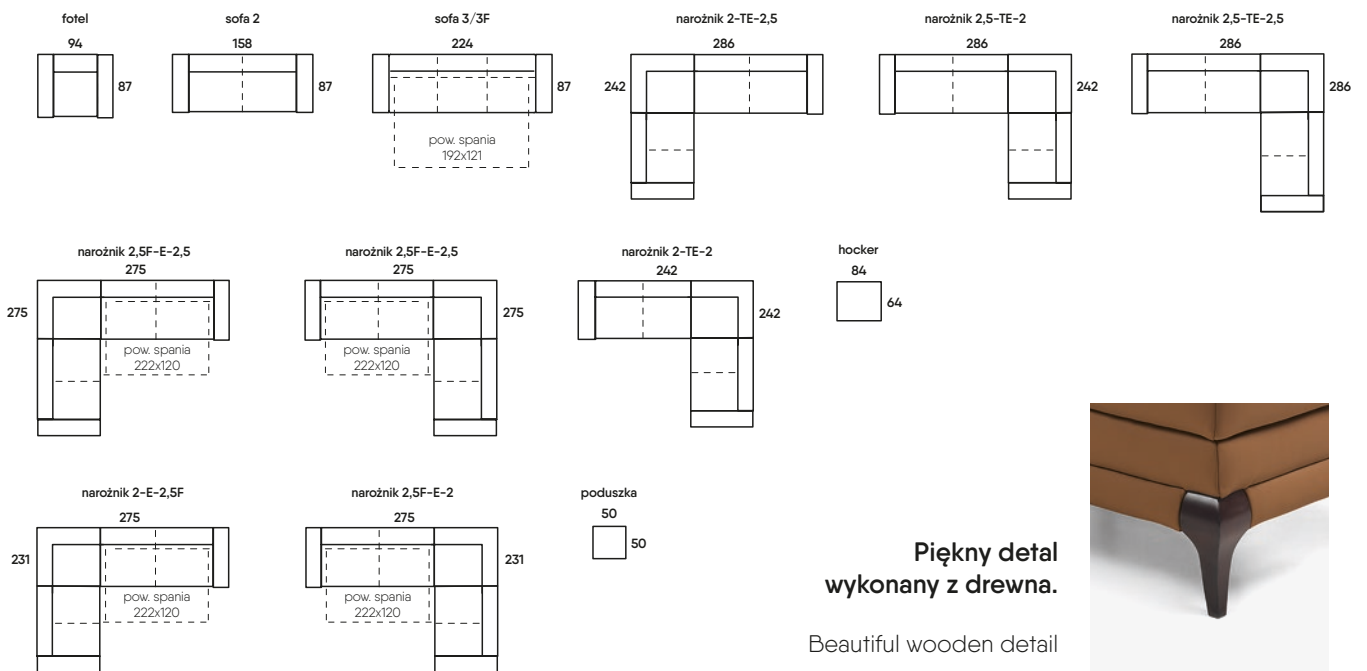 fotel
94
87
sofa 2
158
87
sofa 3/3F
224
87
pow. spania
192x121
narożnik 2-TE-2,5
286
242
narożnik 2,5-TE-2
286
242
narożnik 2,5-TE-2,5
286
286
narożnik 2,5F-E-2,5
275
275
pow. spania
222x120
narożnik 2,5F-E-2,5
275
275
pow. spania
222x120
narożnik 2-TE-2
242
242
hocker
84
64
narożnik 2-E-2,5F
275
231
pow. spania
222x120
narożnik 2,5F-E-2
275
231
pow. spania
222x120
poduszka
50
50
Piękny detal
wykonany z drewna.
Beautiful wooden detail